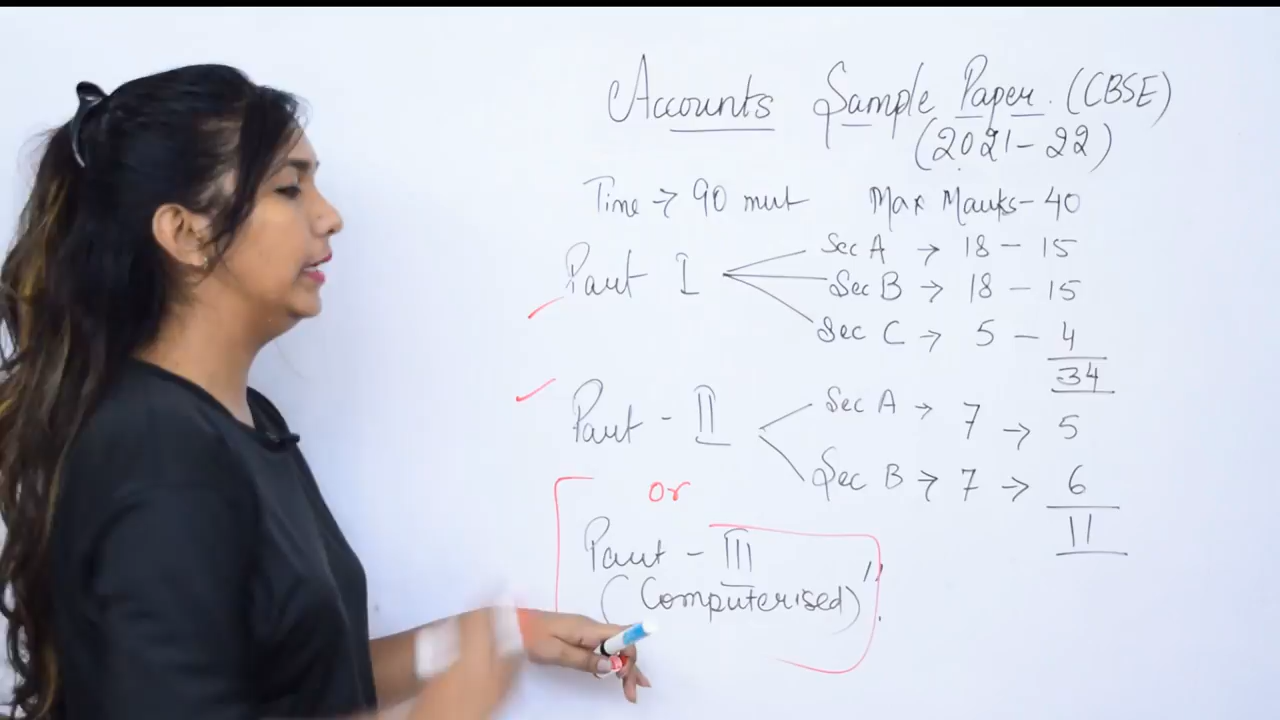 Accounts Sample Paper. (CBSE)
(2021-22)
Time → 90 mut Max Marks-40
Part I
Sec A → 18 - 15
Sec B → 18 - 15
Sec C → 5 - 4
34
Part - II
Sec A → 7 → 5
Sec B → 7 → 6
11
or
Part - III
(Computerised)"